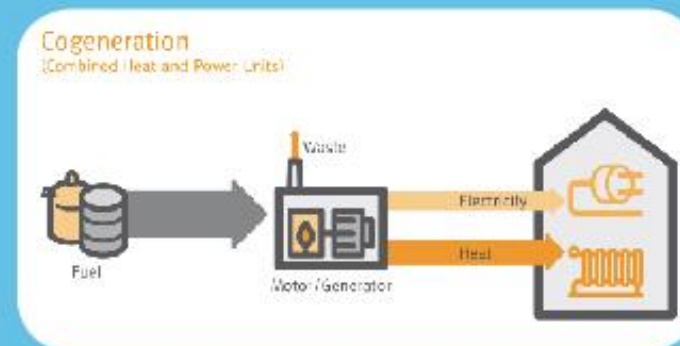 Cogeneration
(Combined Heat and Power Units)
Waste
Electricity
Heat
Fuel
Motor/Generator